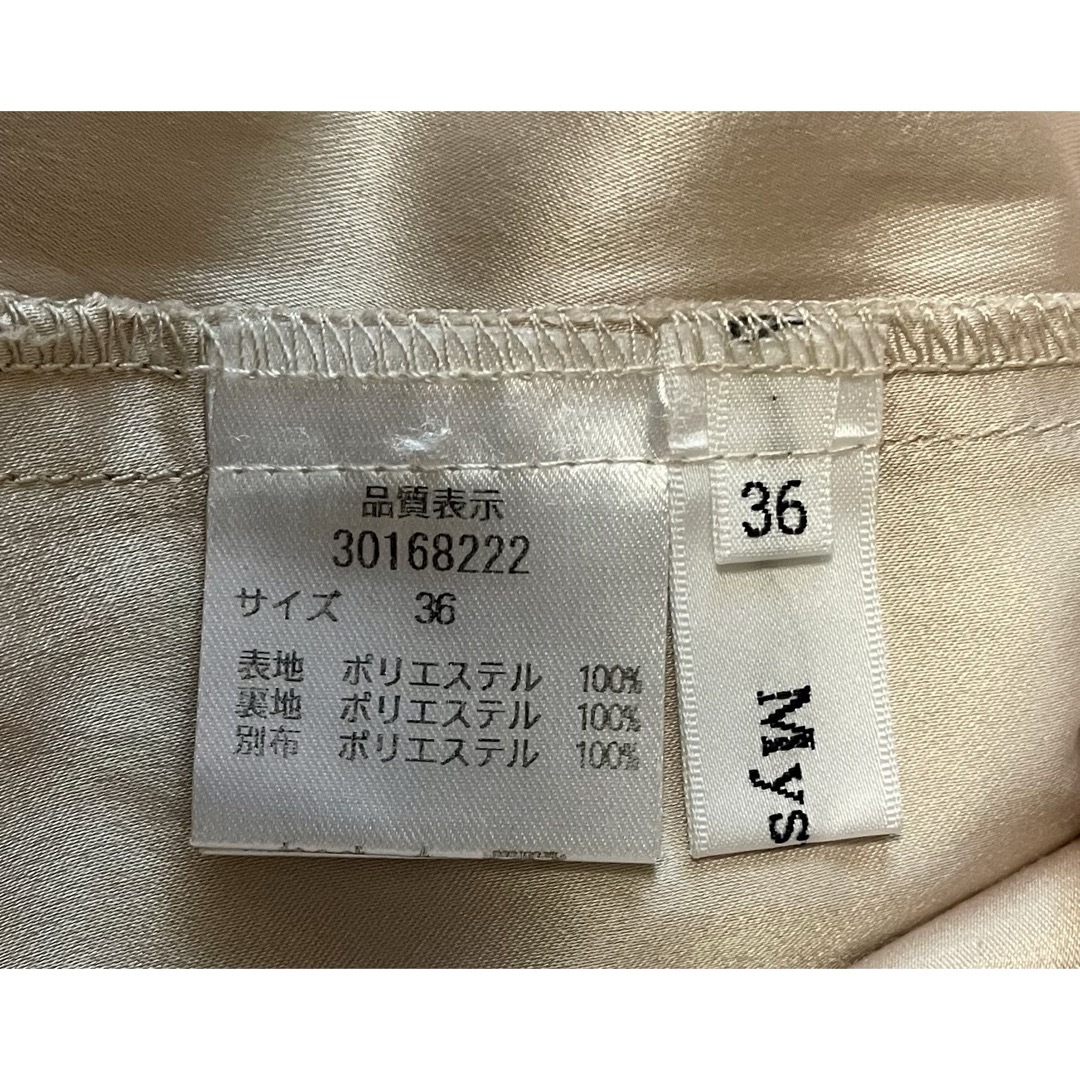 品質表示
30168222
サイズ 36
表地 ポリエステル 100%
裏地 ポリエステル 100%
別布 ポリエステル 100%
36
Mys